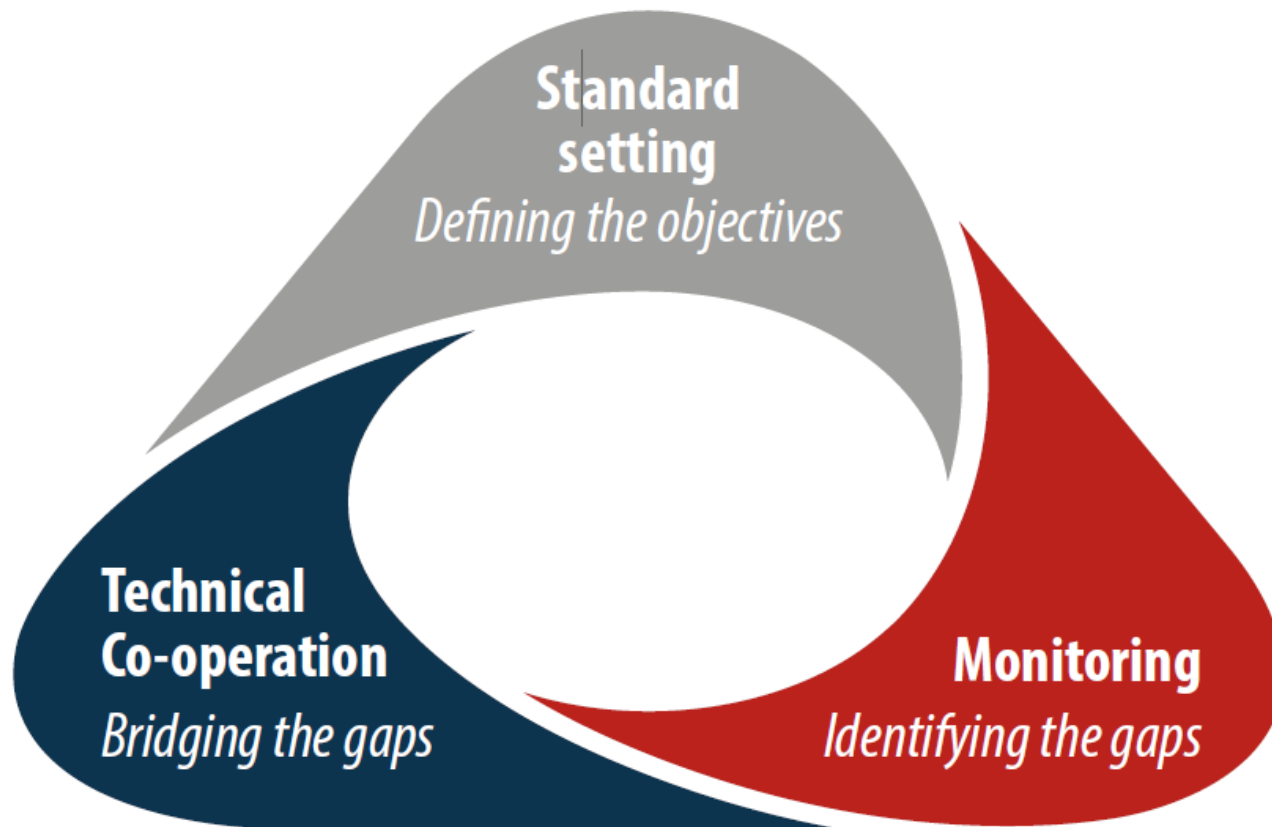 Standard
setting
Defining the objectives
Technical
Co-operation
Bridging the gaps
Monitoring
Identifying the gaps